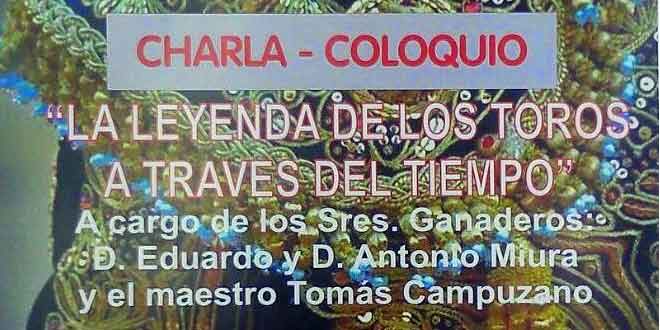 CHARLA - COLOQUIO
"LA LEYENDA DE LOS TOROS
A TRAVES DEL TIEMPO"
A cargo de los Sres. Ganaderos:
D. Eduardo y D. Antonio Miura
y el maestro Tomás Campuzano